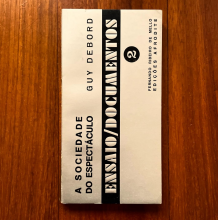 A SOCIEDADE
DO ESPECTÁCULO
GUY DEBORD
ENSAIO/DOCUMENTOS
2
FERNANDO RIBEIRO DE MELLO
EDIÇÕES AFRODITE